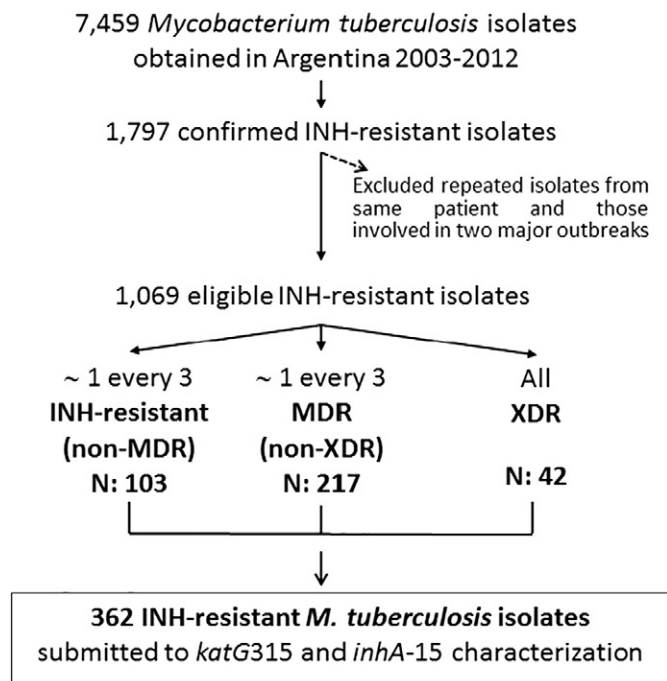 7,459 Mycobacterium tuberculosis isolates
obtained in Argentina 2003-2012
1,797 confirmed INH-resistant isolates
Excluded repeated isolates from
same patient and those
involved in two major outbreaks
1,069 eligible INH-resistant isolates
~ 1 every 3
INH-resistant
(non-MDR)
N: 103
~ 1 every 3
MDR
(non-XDR)
N: 217
All
XDR
N: 42
362 INH-resistant M. tuberculosis isolates
submitted to katG315 and inhA-15 characterization